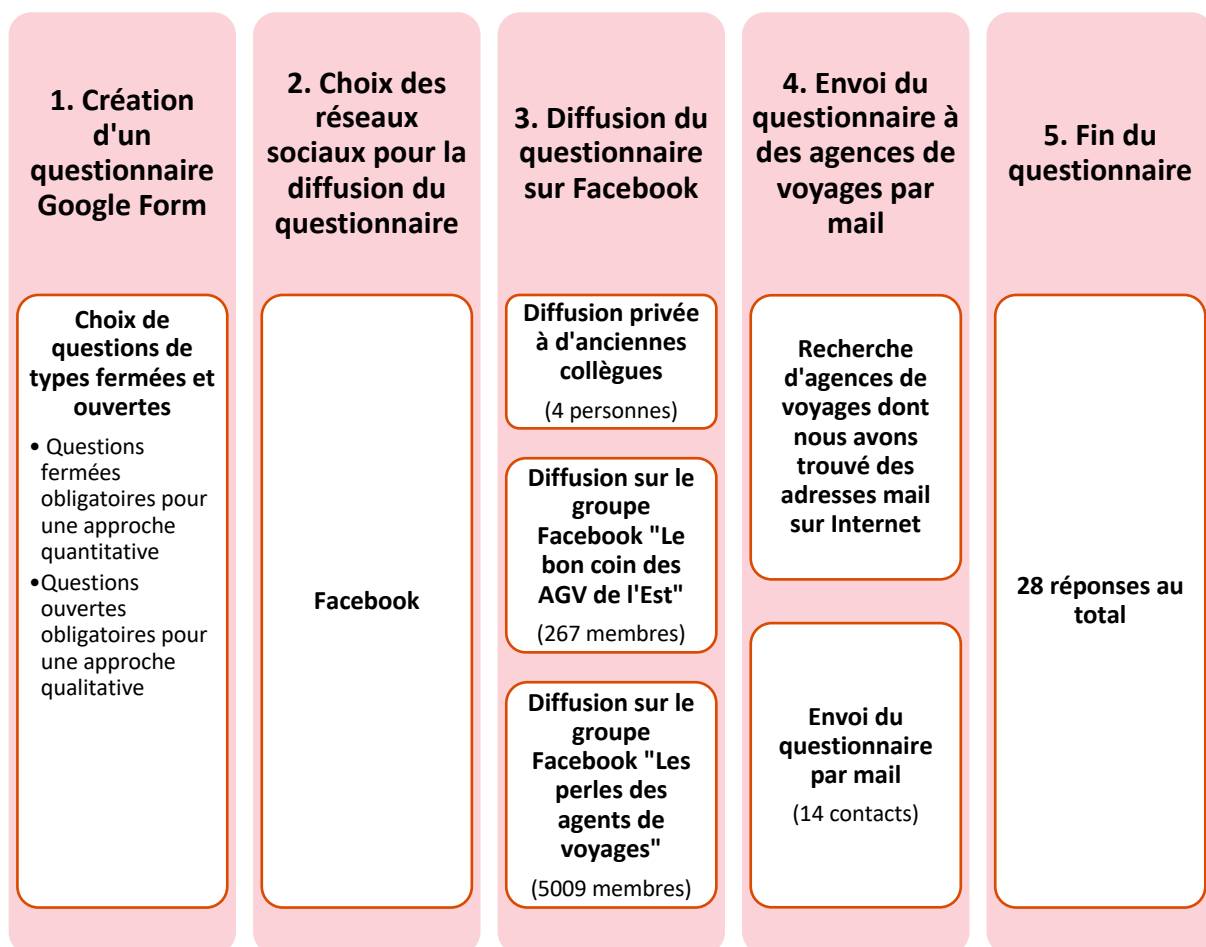 1. Création
d'un
questionnaire
Google Form
Choix de
questions de
types fermées et
ouvertes
• Questions
fermées
obligatoires pour
une approche
quantitative
•Questions
ouvertes
obligatoires pour
une approche
qualitative
2. Choix des
réseaux
sociaux pour la
diffusion du
questionnaire
Facebook
3. Diffusion du
questionnaire
sur Facebook
Diffusion privée
à d'anciennes
collègues
(4 personnes)
Diffusion sur le
groupe
Facebook "Le
bon coin des
AGV de l'Est"
(267 membres)
Diffusion sur le
groupe
Facebook "Les
perles des
agents de
voyages"
(5009 membres)
4. Envoi du
questionnaire à
des agences de
voyages par
mail
Recherche
d'agences de
voyages dont
nous avons
trouvé des
adresses mail
sur Internet
Envoi du
questionnaire
par mail
(14 contacts)
5. Fin du
questionnaire
28 réponses au
total